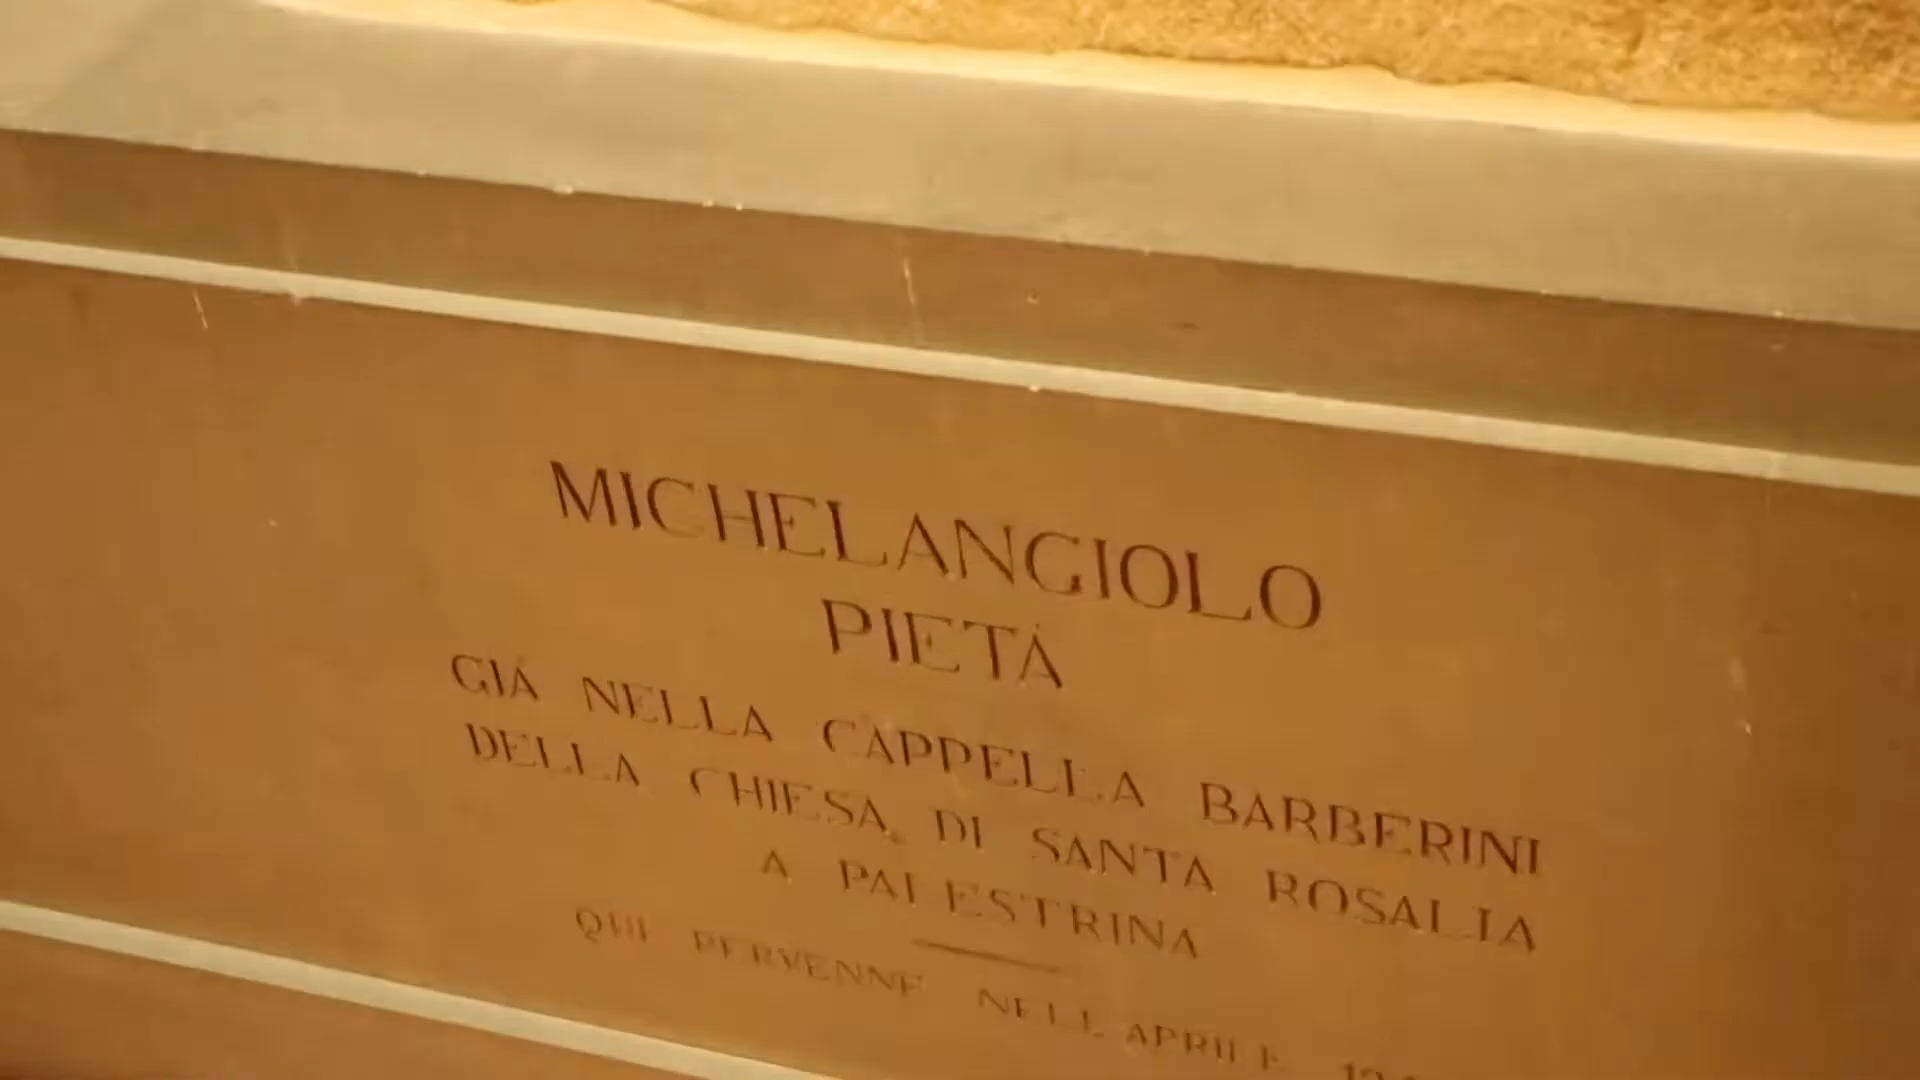 MICHELANGIOLO
PIETÀ
GIÀ NELLA CAPPELLA BARBERINI
DELLA CHIESA DI SANTA ROSALIA
A PALESTRINA
QUI PERVENNE NELL APRILE